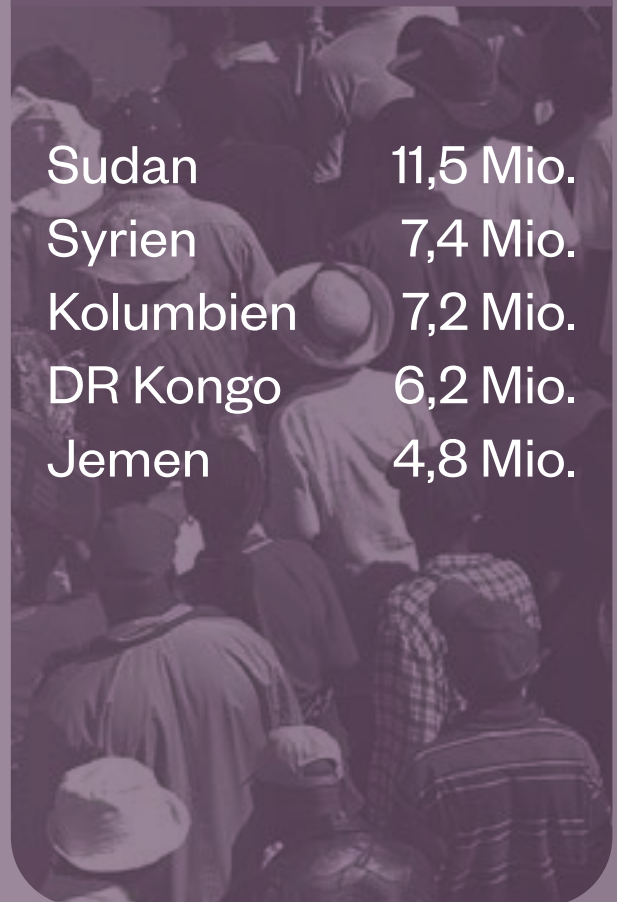 Sudan 11,5 Mio.
Syrien 7,4 Mio.
Kolumbien 7,2 Mio.
DR Kongo 6,2 Mio.
Jemen 4,8 Mio.